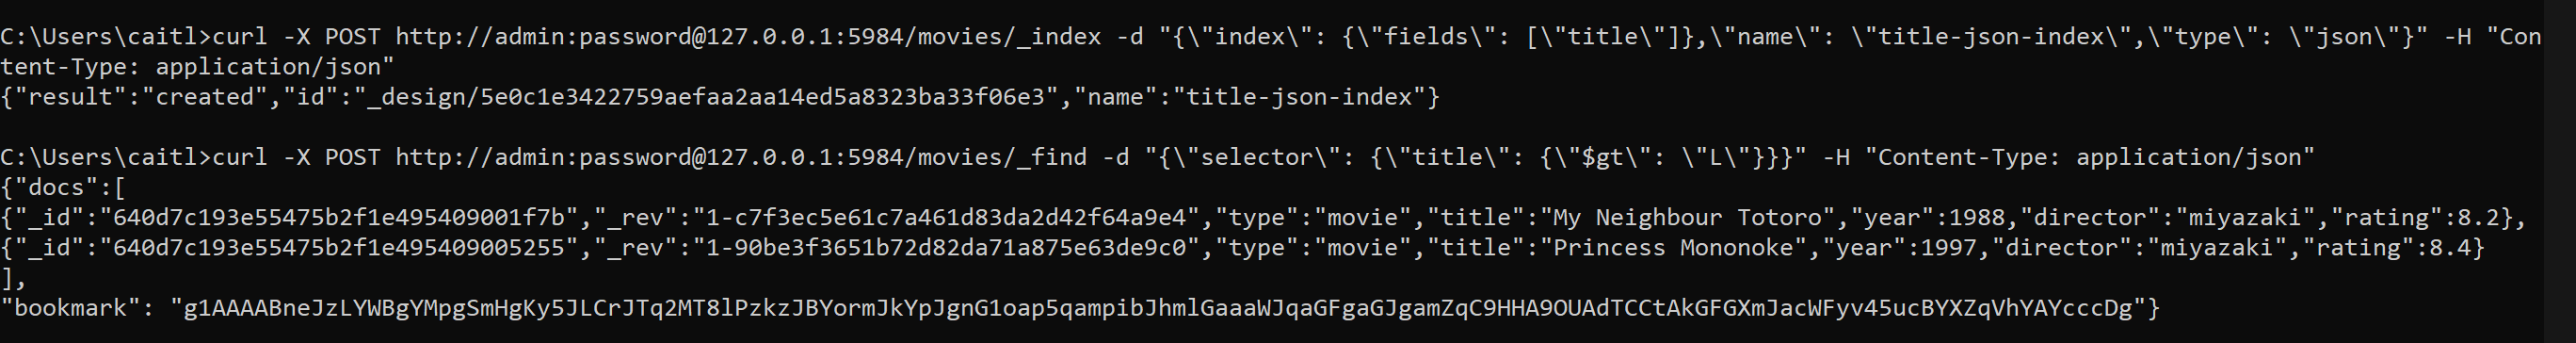 C:\Users\caitl>curl -X POST http://admin:password@127.0.0.1:5984/movies/_index -d "{\"index\": {\"fields\": [\"title\"]},\"name\": \"title-json-index\",\"type\": \"json\"}" -H "Con
tent-Type: application/json"
{"result":"created","id":"_design/5e0c1e3422759aefaa2aa14ed5a8323ba33f06e3","name":"title-json-index"}
C:\Users\caitl>curl -X POST http://admin:password@127.0.0.1:5984/movies/_find -d "{\"selector\": {\"title\": {\"$gt\": \"L\"}}}" -H "Content-Type: application/json"
{"docs":[
{"_id":"640d7c193e55475b2f1e495409001f7b","_rev":"1-c7f3ec5e61c7a461d83da2d42f64a9e4","type":"movie","title":"My Neighbour Totoro","year":1988,"director":"miyazaki","rating":8.2},
{"_id":"640d7c193e55475b2f1e495409005255","_rev":"1-90be3f3651b72d82da71a875e63de9c0","type":"movie","title":"Princess Mononoke","year":1997,"director":"miyazaki","rating":8.4}
],
"bookmark": "g1AAAABneJzLYWBgYMpgSmHgKy5JLCrJTq2MT8lPzkzJBYormJkYpJgnG1oap5qampibJhmlGaaaWJqaGFgaGJgamZqC9HHA9OUAdTCCtAkGFGXmJacWFyv45ucBYXZqVhYAYcccDg"}